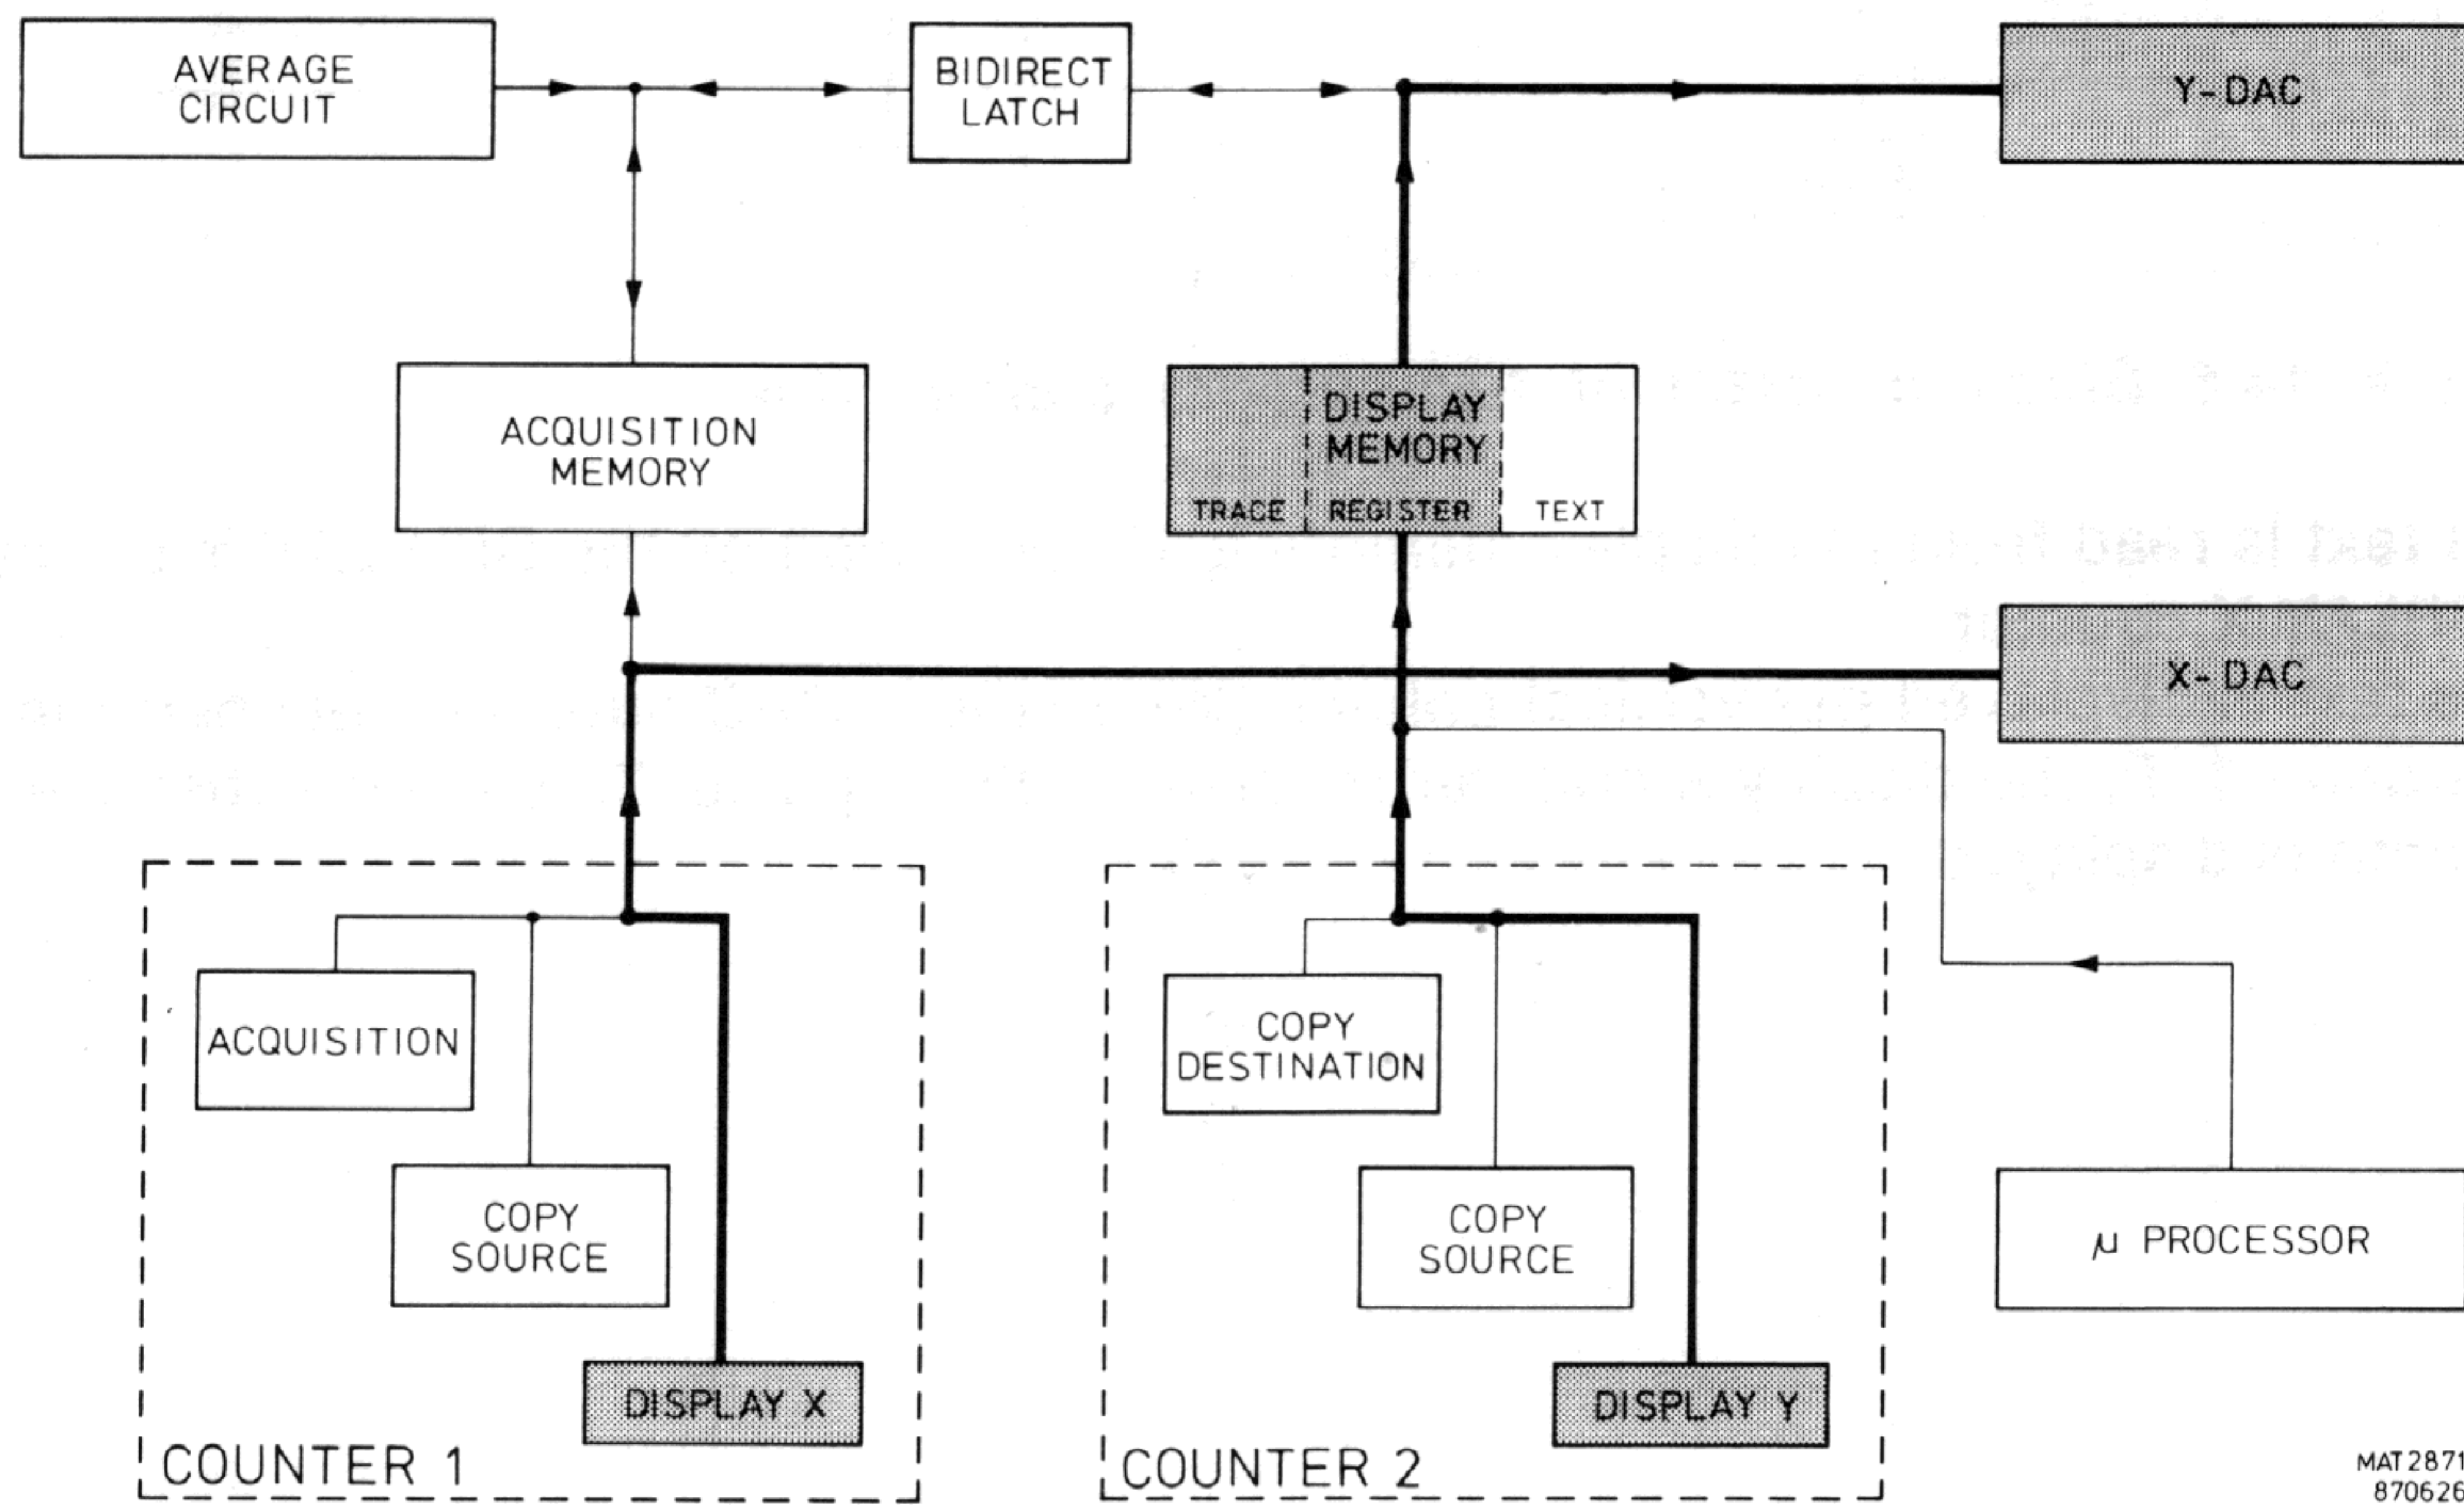 AVERAGE
CIRCUIT
BIDIRECT
LATCH
Y-DAC
ACQUISITION
MEMORY
DISPLAY
MEMORY
TRACE
REGISTER
TEXT
X-DAC
ACQUISITION
COPY
SOURCE
DISPLAY X
COUNTER 1
COPY
DESTINATION
COPY
SOURCE
DISPLAY Y
COUNTER 2
μ PROCESSOR
MAT 2871
870626